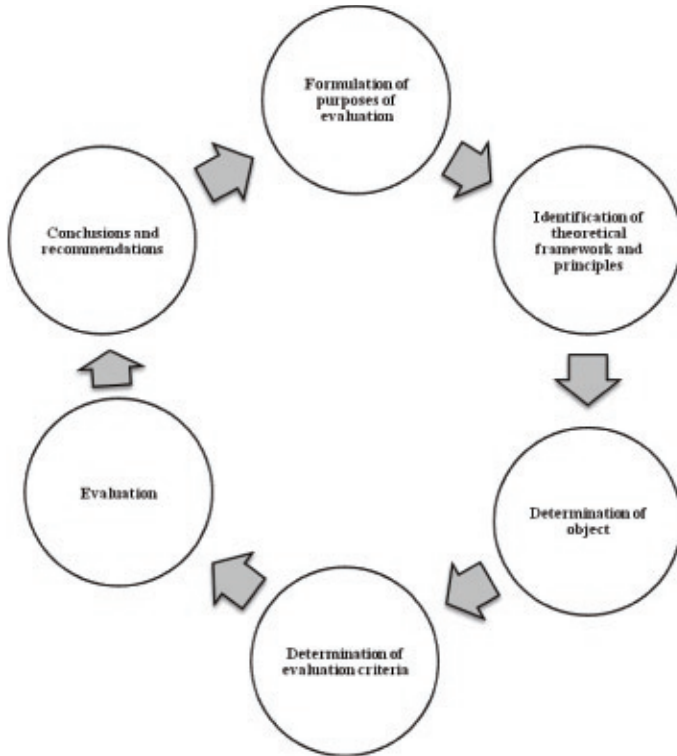 Formulation of
purposes of
evaluation
Identification of
theoretical
framework and
principles
Determination of
object
Determination of
evaluation criteria
Evaluation
Conclusions and
recommendations